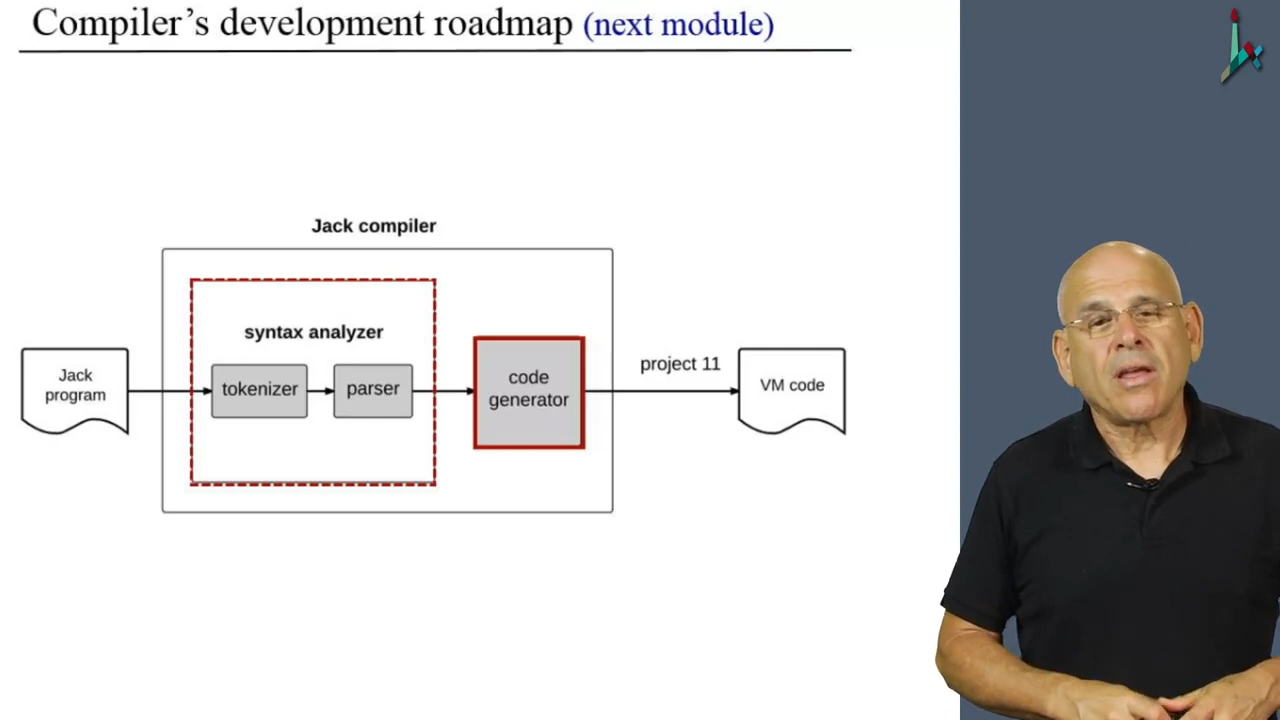 Compiler’s development roadmap (next module)
Jack compiler
syntax analyzer
Jack
program
tokenizer
parser
code
generator
project 11
VM code